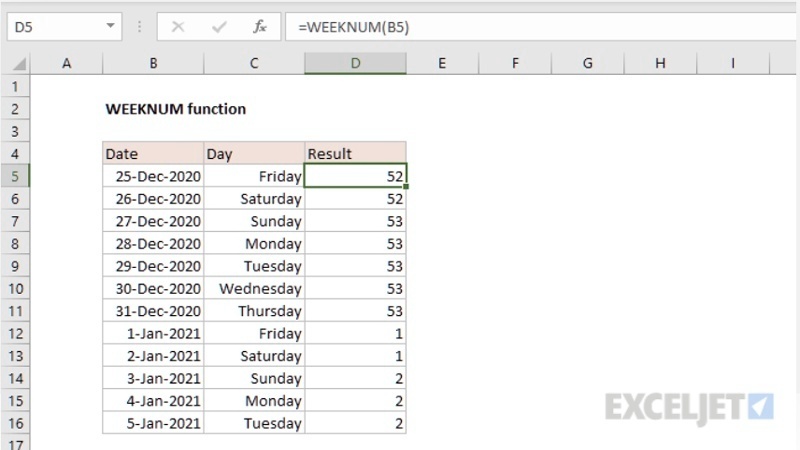 D5 fx =WEEKNUM(B5)
A B C D E F G H I
1
2 WEEKNUM function
3
4 Date Day Result
5 25-Dec-2020 Friday 52
6 26-Dec-2020 Saturday 52
7 27-Dec-2020 Sunday 53
8 28-Dec-2020 Monday 53
9 29-Dec-2020 Tuesday 53
10 30-Dec-2020 Wednesday 53
11 31-Dec-2020 Thursday 53
12 1-Jan-2021 Friday 1
13 2-Jan-2021 Saturday 1
14 3-Jan-2021 Sunday 2
15 4-Jan-2021 Monday 2
EXCELJET
16 5-Jan-2021 Tuesday 2
17